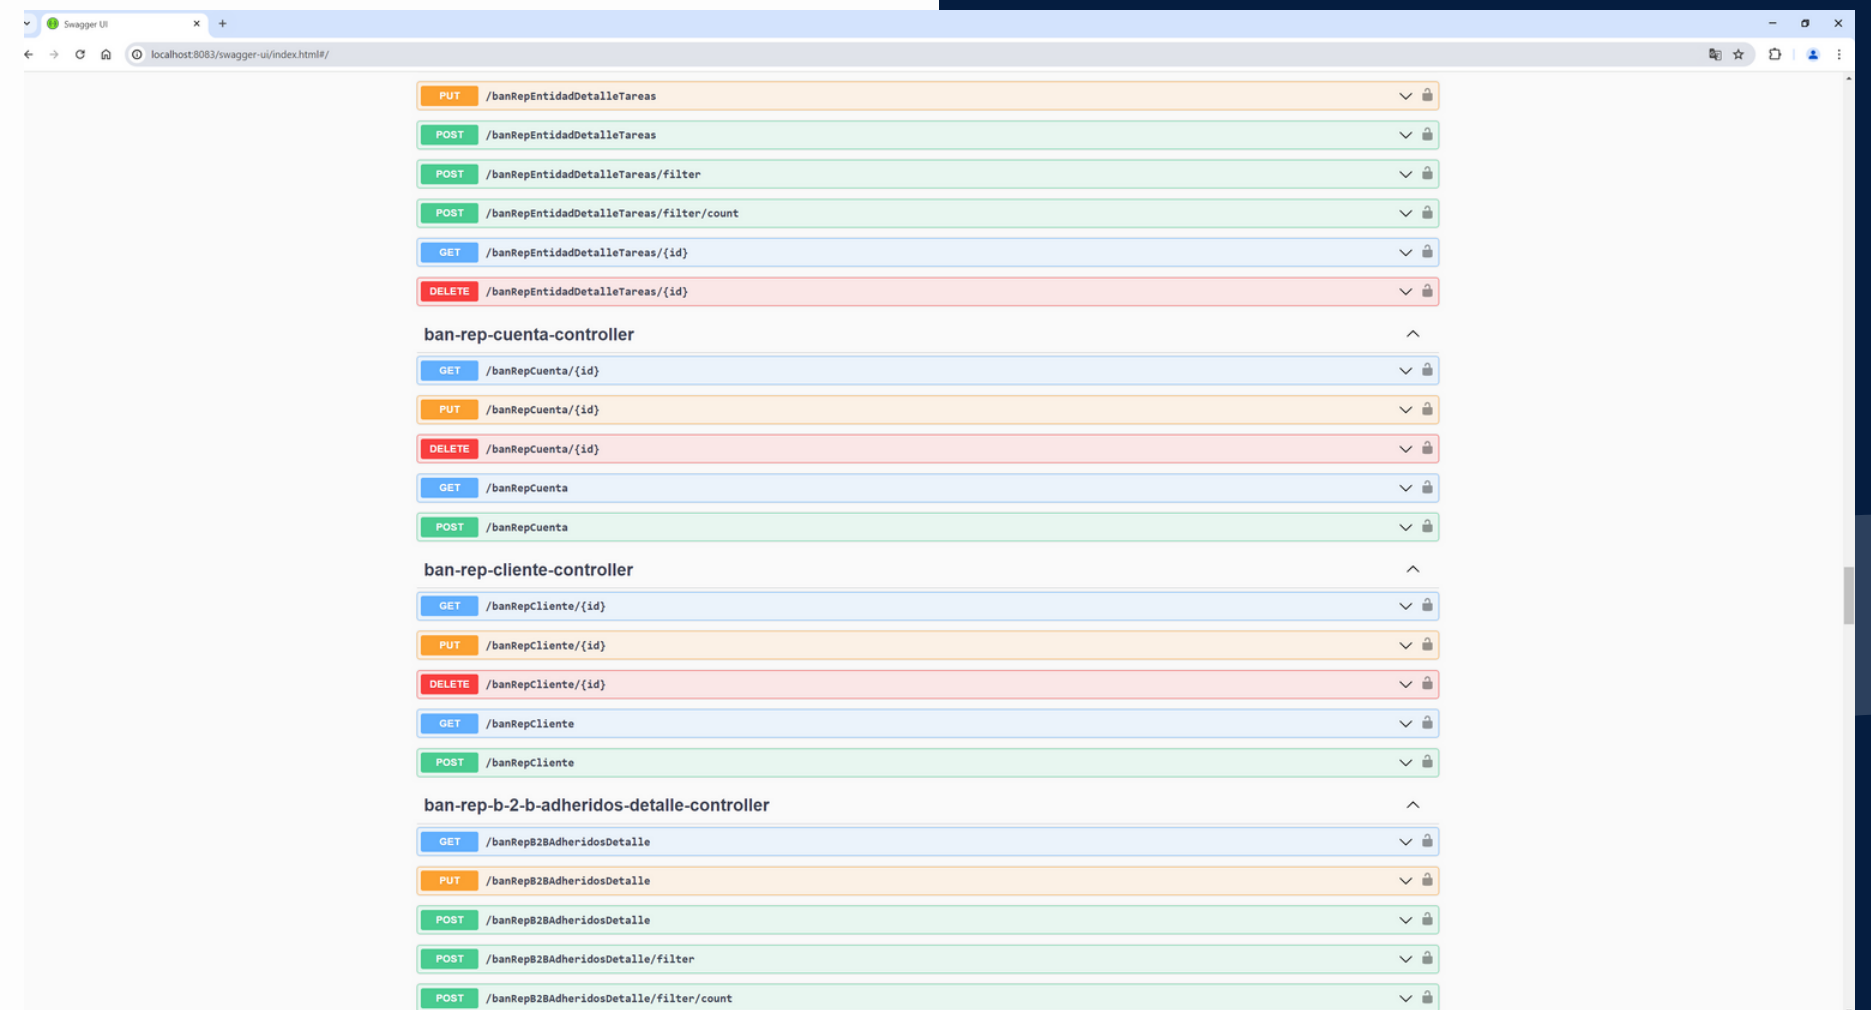 Swagger UI
localhost:8083/swagger-ui/index.html#/
PUT /banRepEntidadDetalleTareas
POST /banRepEntidadDetalleTareas
POST /banRepEntidadDetalleTareas/filter
POST /banRepEntidadDetalleTareas/filter/count
GET /banRepEntidadDetalleTareas/{id}
DELETE /banRepEntidadDetalleTareas/{id}
ban-rep-cuenta-controller
GET /banRepCuenta/{id}
PUT /banRepCuenta/{id}
DELETE /banRepCuenta/{id}
GET /banRepCuenta
POST /banRepCuenta
ban-rep-cliente-controller
GET /banRepCliente/{id}
PUT /banRepCliente/{id}
DELETE /banRepCliente/{id}
GET /banRepCliente
POST /banRepCliente
ban-rep-b-2-b-adheridos-detalle-controller
GET /banRepB2BAdheridosDetalle
PUT /banRepB2BAdheridosDetalle
POST /banRepB2BAdheridosDetalle
POST /banRepB2BAdheridosDetalle/filter
POST /banRepB2BAdheridosDetalle/filter/count